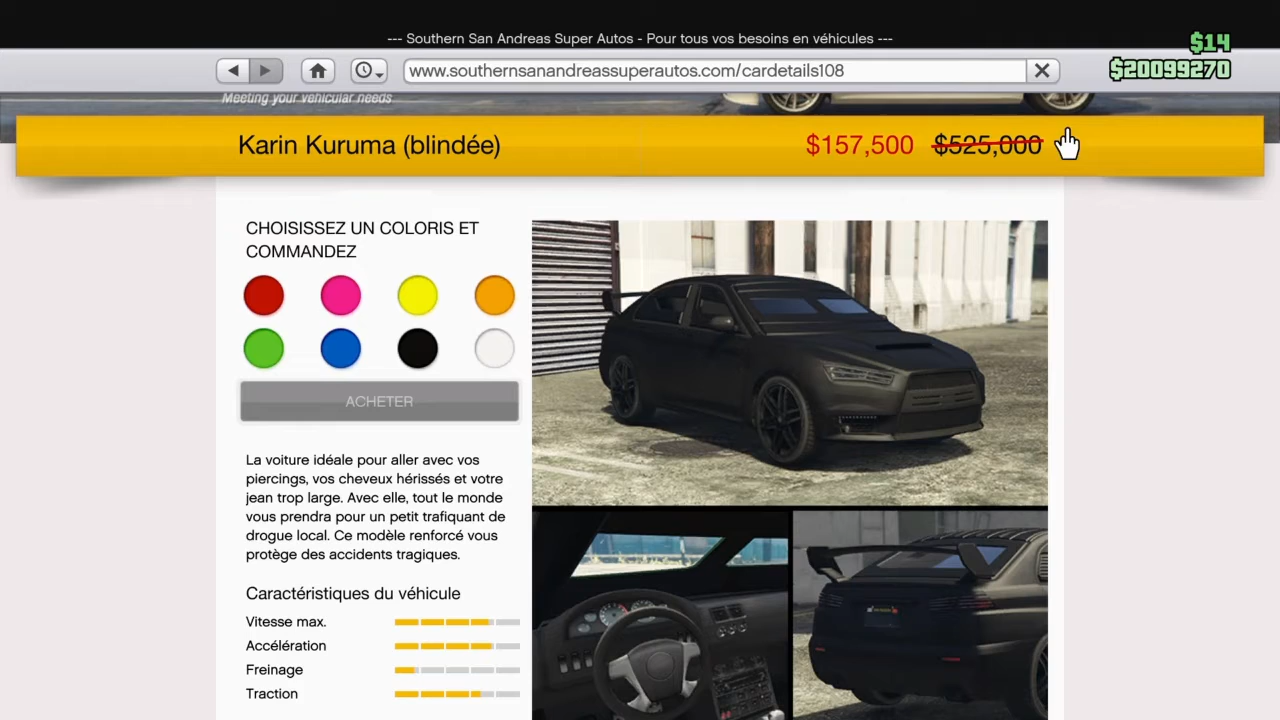 --- Southern San Andreas Super Autos - Pour tous vos besoins en véhicules ---
$14
www.southernsanandreassuperautos.com/cardetails108
$20099270
Meeting your vehicular needs
Karin Kuruma (blindée)
$157,500 $525,000
CHOISISSEZ UN COLORIS ET
COMMANDEZ
ACHETER
La voiture idéale pour aller avec vos
piercings, vos cheveux hérissés et votre
jean trop large. Avec elle, tout le monde
vous prendra pour un petit trafiquant de
drogue local. Ce modèle renforcé vous
protège des accidents tragiques.
Caractéristiques du véhicule
Vitesse max.
Accélération
Freinage
Traction